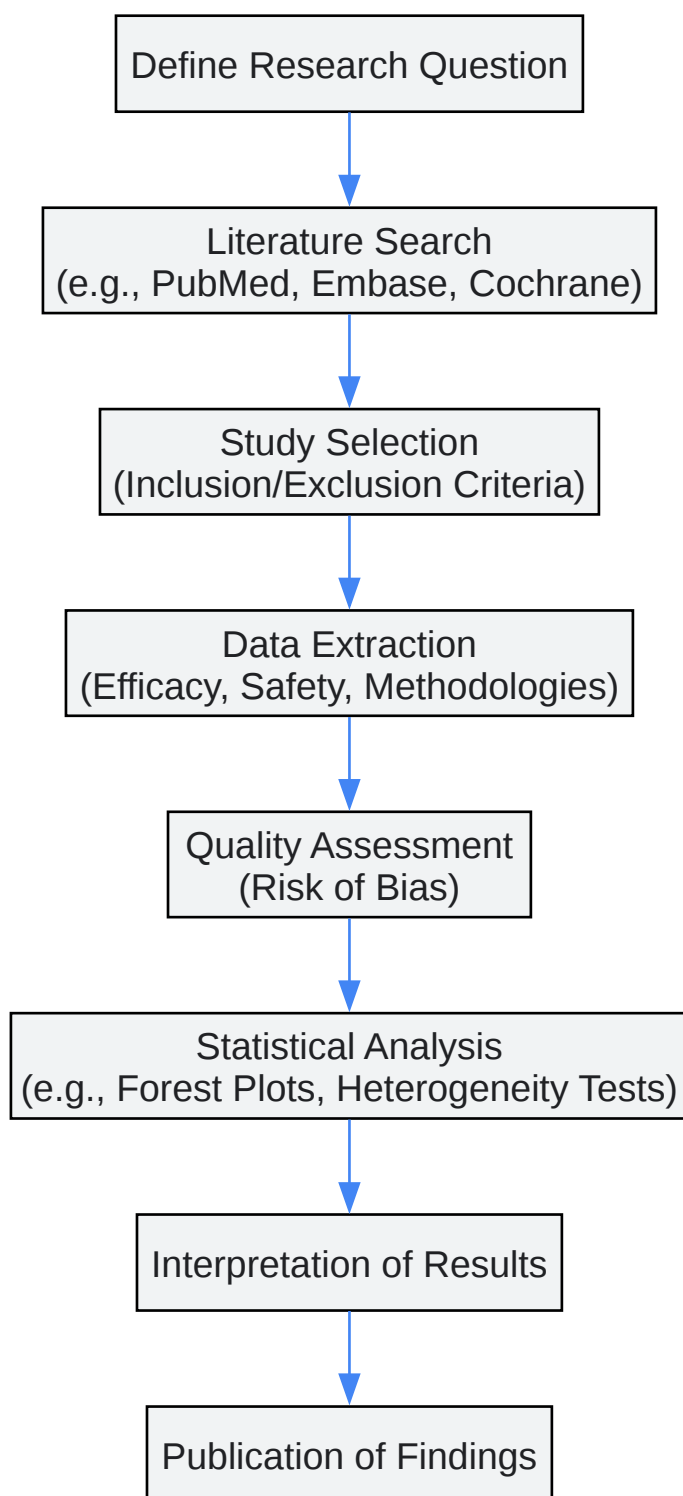 Define Research Question
Literature Search
(e.g., PubMed, Embase, Cochrane)
Study Selection
(Inclusion/Exclusion Criteria)
Data Extraction
(Efficacy, Safety, Methodologies)
Quality Assessment
(Risk of Bias)
Statistical Analysis
(e.g., Forest Plots, Heterogeneity Tests)
Interpretation of Results
Publication of Findings